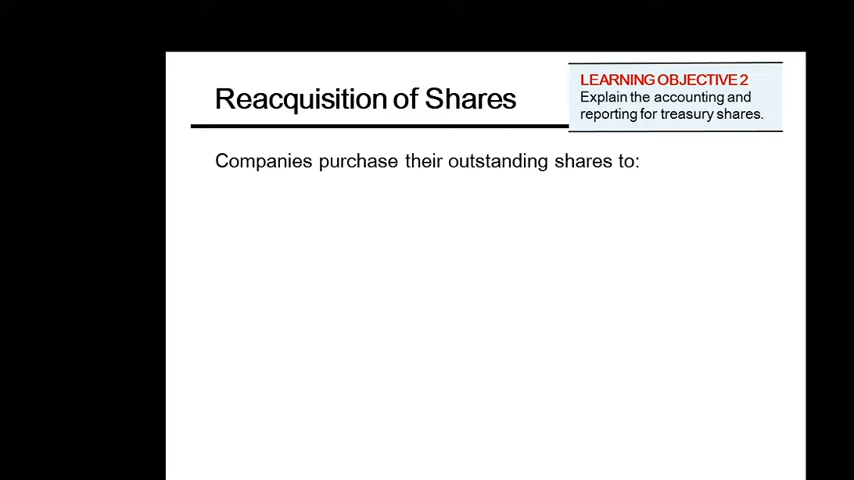 Reacquisition of Shares
LEARNING OBJECTIVE 2
Explain the accounting and
reporting for treasury shares.
Companies purchase their outstanding shares to: